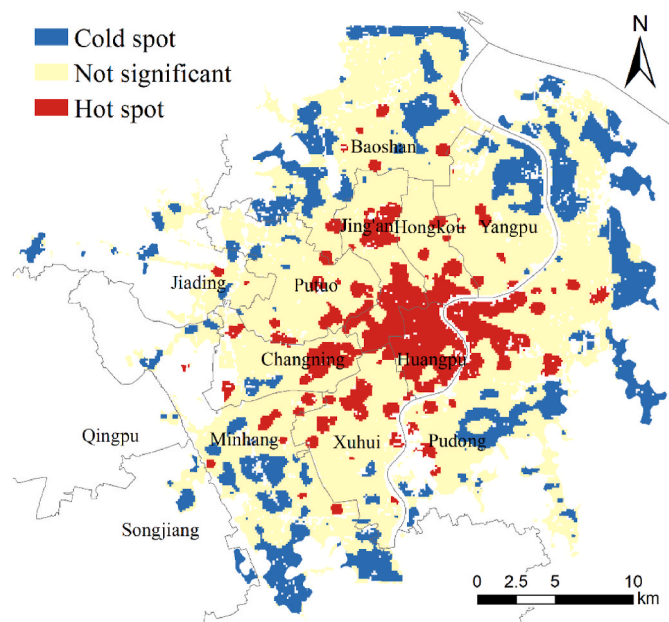 Cold spot
Not significant
Hot spot
N
Baoshan
Jing'an
Hongkou
Yangpu
Jiading
Putuo
Changning
Huangpu
Qingpu
Minhang
Xuhui
Pudong
Songjiang
0 2.5 5 10
km